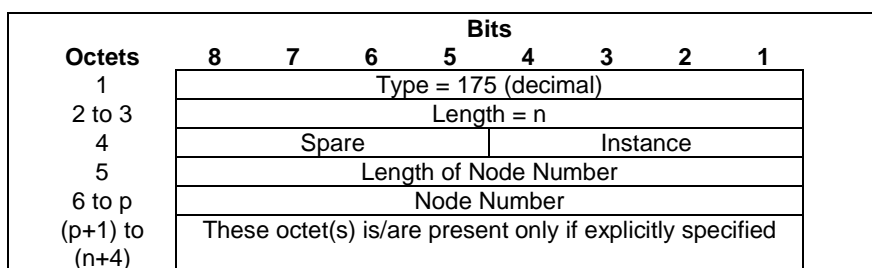 Bits
Octets 8 7 6 5 4 3 2 1
1 Type = 175 (decimal)
2 to 3 Length = n
4 Spare Instance
5 Length of Node Number
6 to p Node Number
(p+1) to These octet(s) is/are present only if explicitly specified
(n+4)